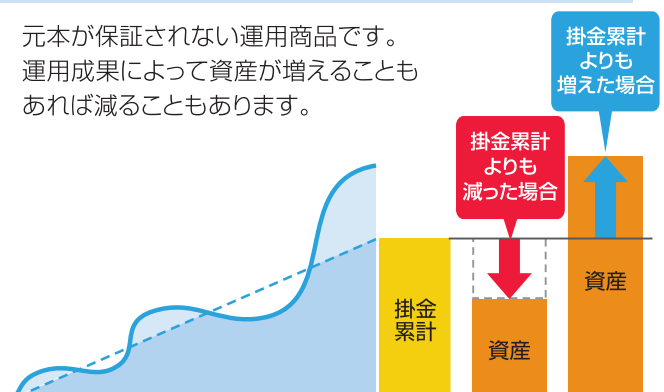 元本が保証されない運用商品です。
運用成果によって資産が増えることも
あれば減ることもあります。
掛金累計
よりも
増えた場合
掛金累計
よりも
減った場合
掛金
累計
資産
資産